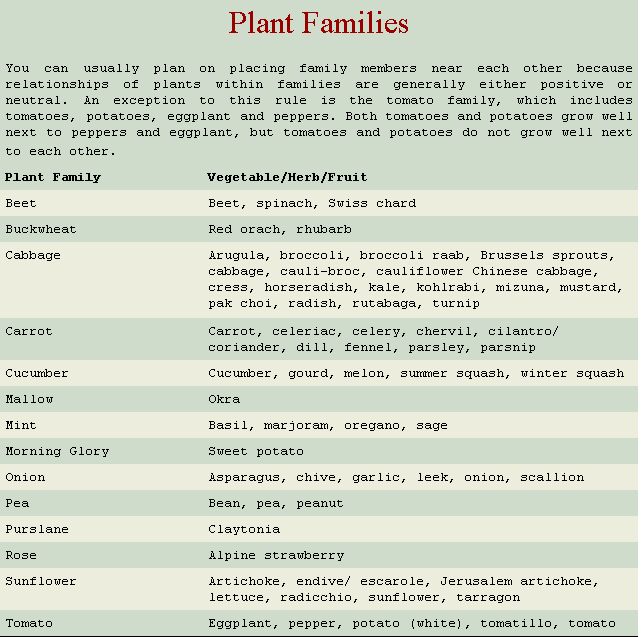 Plant Families
You can usually plan on placing family members near each other because
relationships of plants within families are generally either positive or
neutral. An exception to this rule is the tomato family, which includes
tomatoes, potatoes, eggplant and peppers. Both tomatoes and potatoes grow well
next to peppers and eggplant, but tomatoes and potatoes do not grow well next
to each other.
Plant Family Vegetable/Herb/Fruit
Beet Beet, spinach, Swiss chard
Buckwheat Red orach, rhubarb
Cabbage Arugula, broccoli, broccoli raab, Brussels sprouts,
cabbage, cauli-broc, cauliflower Chinese cabbage,
cress, horseradish, kale, kohlrabi, mizuna, mustard,
pak choi, radish, rutabaga, turnip
Carrot Carrot, celeriac, celery, chervil, cilantro/
coriander, dill, fennel, parsley, parsnip
Cucumber Cucumber, gourd, melon, summer squash, winter squash
Mallow Okra
Mint Basil, marjoram, oregano, sage
Morning Glory Sweet potato
Onion Asparagus, chive, garlic, leek, onion, scallion
Pea Bean, pea, peanut
Purslane Claytonia
Rose Alpine strawberry
Sunflower Artichoke, endive/ escarole, Jerusalem artichoke,
lettuce, radicchio, sunflower, tarragon
Tomato Eggplant, pepper, potato (white), tomatillo, tomato